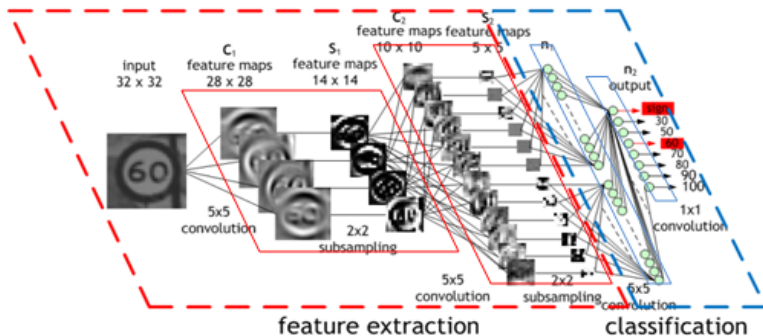 input
32 x 32
C1
feature maps
28 x 28
S1
feature maps
14 x 14
C2
feature maps
10 x 10
S2
feature maps
5 x 5
n1
n2
output
sign
30
50
60
70
80
90
100
60
5x5
convolution
2x2
subsampling
5x5
convolution
2x2
subsampling
5x5
convolution
1x1
convolution
feature extraction
classification